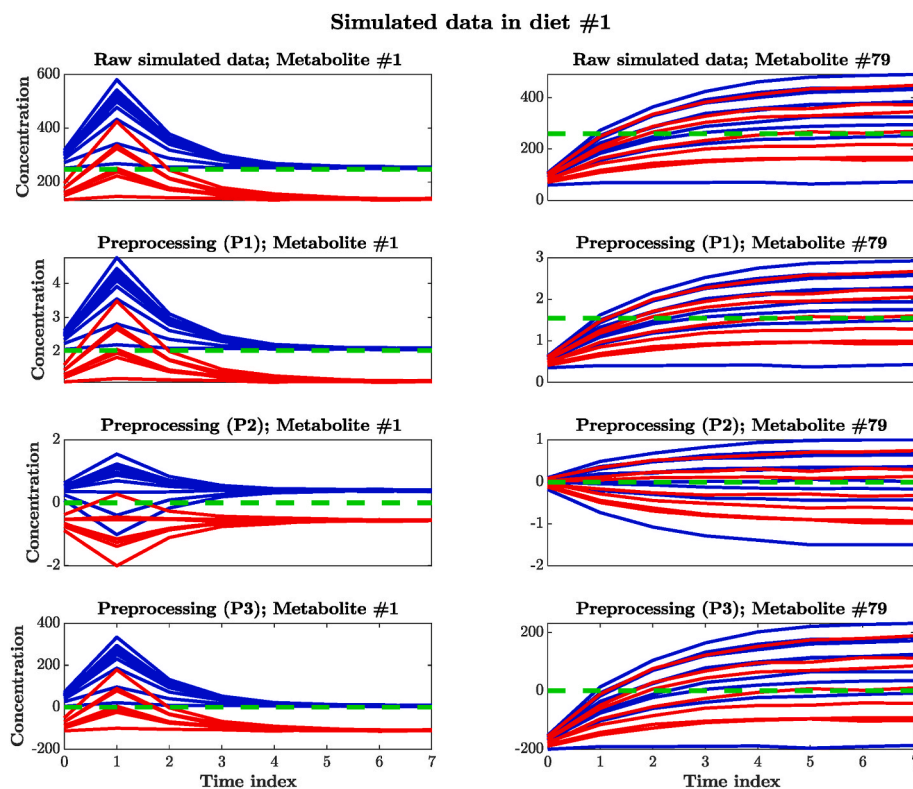 Simulated data in diet #1
Raw simulated data; Metabolite #1
Raw simulated data; Metabolite #79
Concentration
600
400
200
400
200
0
Preprocessing (P1); Metabolite #1
Preprocessing (P1); Metabolite #79
Concentration
4
3
2
3
2
1
0
Preprocessing (P2); Metabolite #1
Preprocessing (P2); Metabolite #79
Concentration
2
0
-2
1
0
-1
-2
Preprocessing (P3); Metabolite #1
Preprocessing (P3); Metabolite #79
Concentration
400
200
0
-200
200
0
-200
0 1 2 3 4 5 6 7
0 1 2 3 4 5 6 7
Time index
Time index